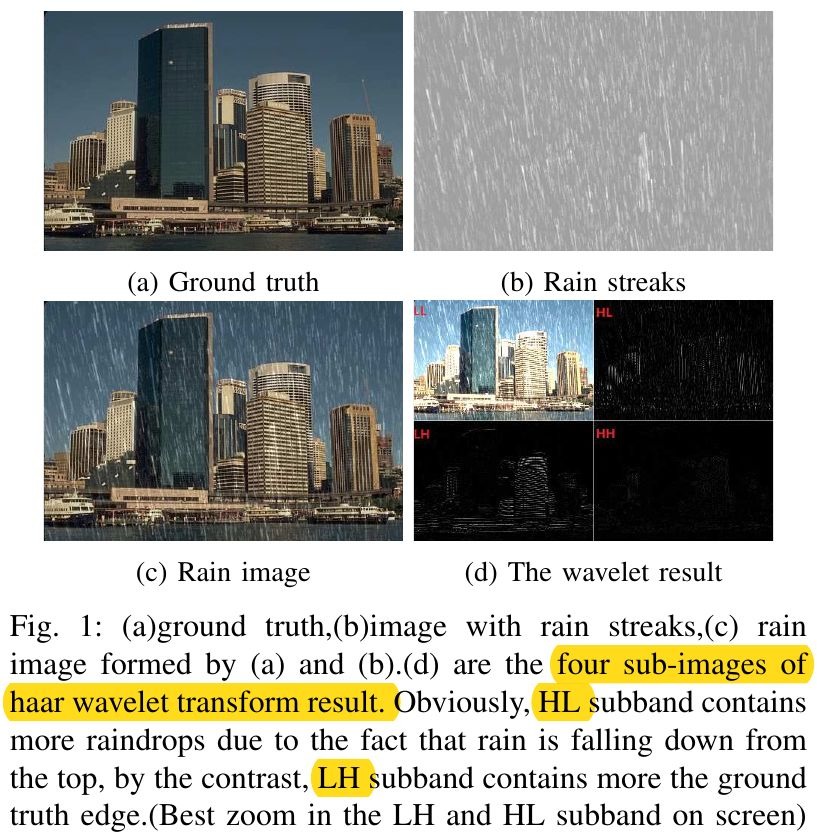 (a) Ground truth
(b) Rain streaks
LL
HL
LH
HH
(c) Rain image
(d) The wavelet result
Fig. 1: (a)ground truth,(b)image with rain streaks,(c) rain
image formed by (a) and (b).(d) are the four sub-images of
haar wavelet transform result. Obviously, HL subband contains
more raindrops due to the fact that rain is falling down from
the top, by the contrast, LH subband contains more the ground
truth edge.(Best zoom in the LH and HL subband on screen)